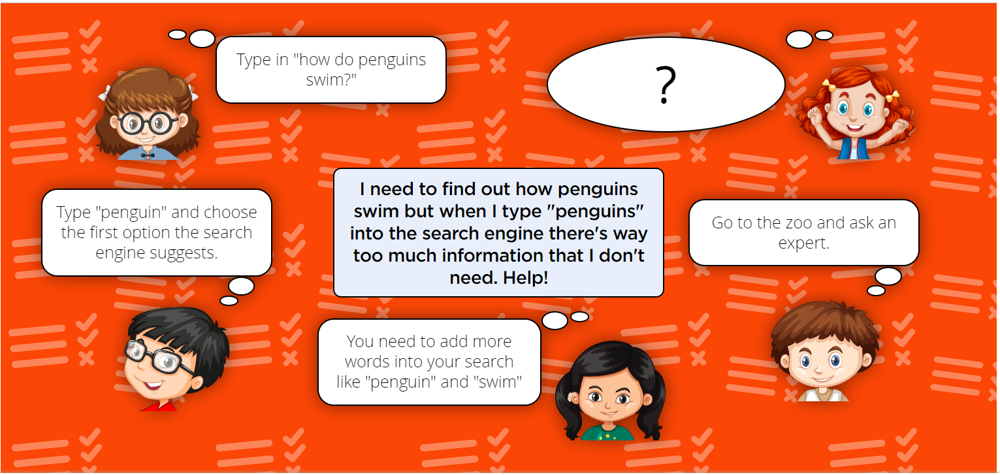 Type in "how do penguins
swim?"
?
Type "penguin" and choose
the first option the search
engine suggests.
I need to find out how penguins
swim but when I type "penguins"
into the search engine there's way
too much information that I don't
need. Help!
Go to the zoo and ask an
expert.
You need to add more
words into your search
like "penguin" and "swim"